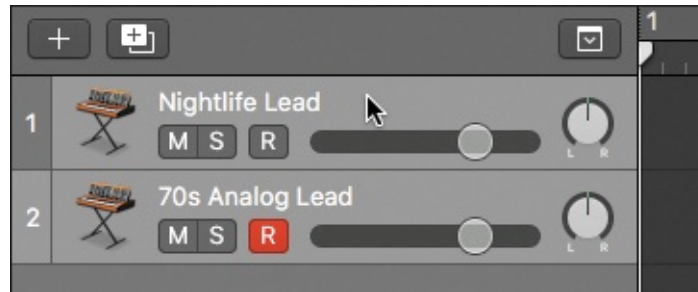 1
1
Nightlife Lead
M S R
L R
2
70s Analog Lead
M S R
L R